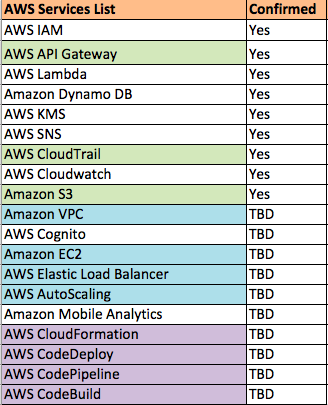 AWS Services List Confirmed
AWS IAM Yes
AWS API Gateway Yes
AWS Lambda Yes
Amazon Dynamo DB Yes
AWS KMS Yes
AWS SNS Yes
AWS CloudTrail Yes
AWS Cloudwatch Yes
Amazon S3 Yes
Amazon VPC TBD
AWS Cognito TBD
Amazon EC2 TBD
AWS Elastic Load Balancer TBD
AWS AutoScaling TBD
Amazon Mobile Analytics TBD
AWS CloudFormation TBD
AWS CodeDeploy TBD
AWS CodePipeline TBD
AWS CodeBuild TBD